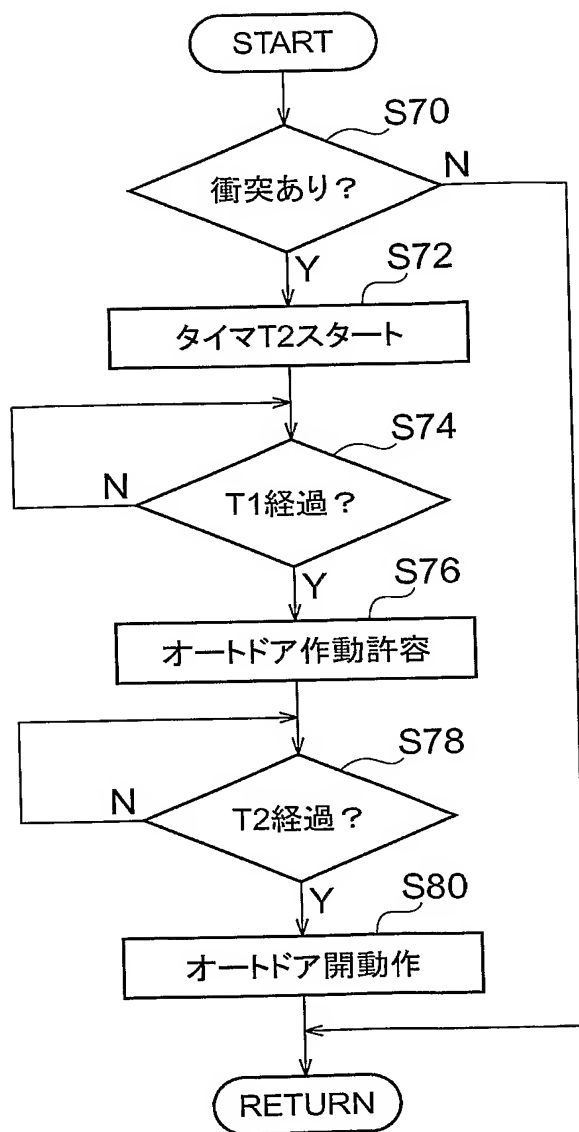 START
S70
衝突あり?
N
Y
S72
タイマT2スタート
S74
N
T1経過?
Y
S76
オートドア作動許容
S78
N
T2経過?
Y
S80
オートドア開動作
RETURN